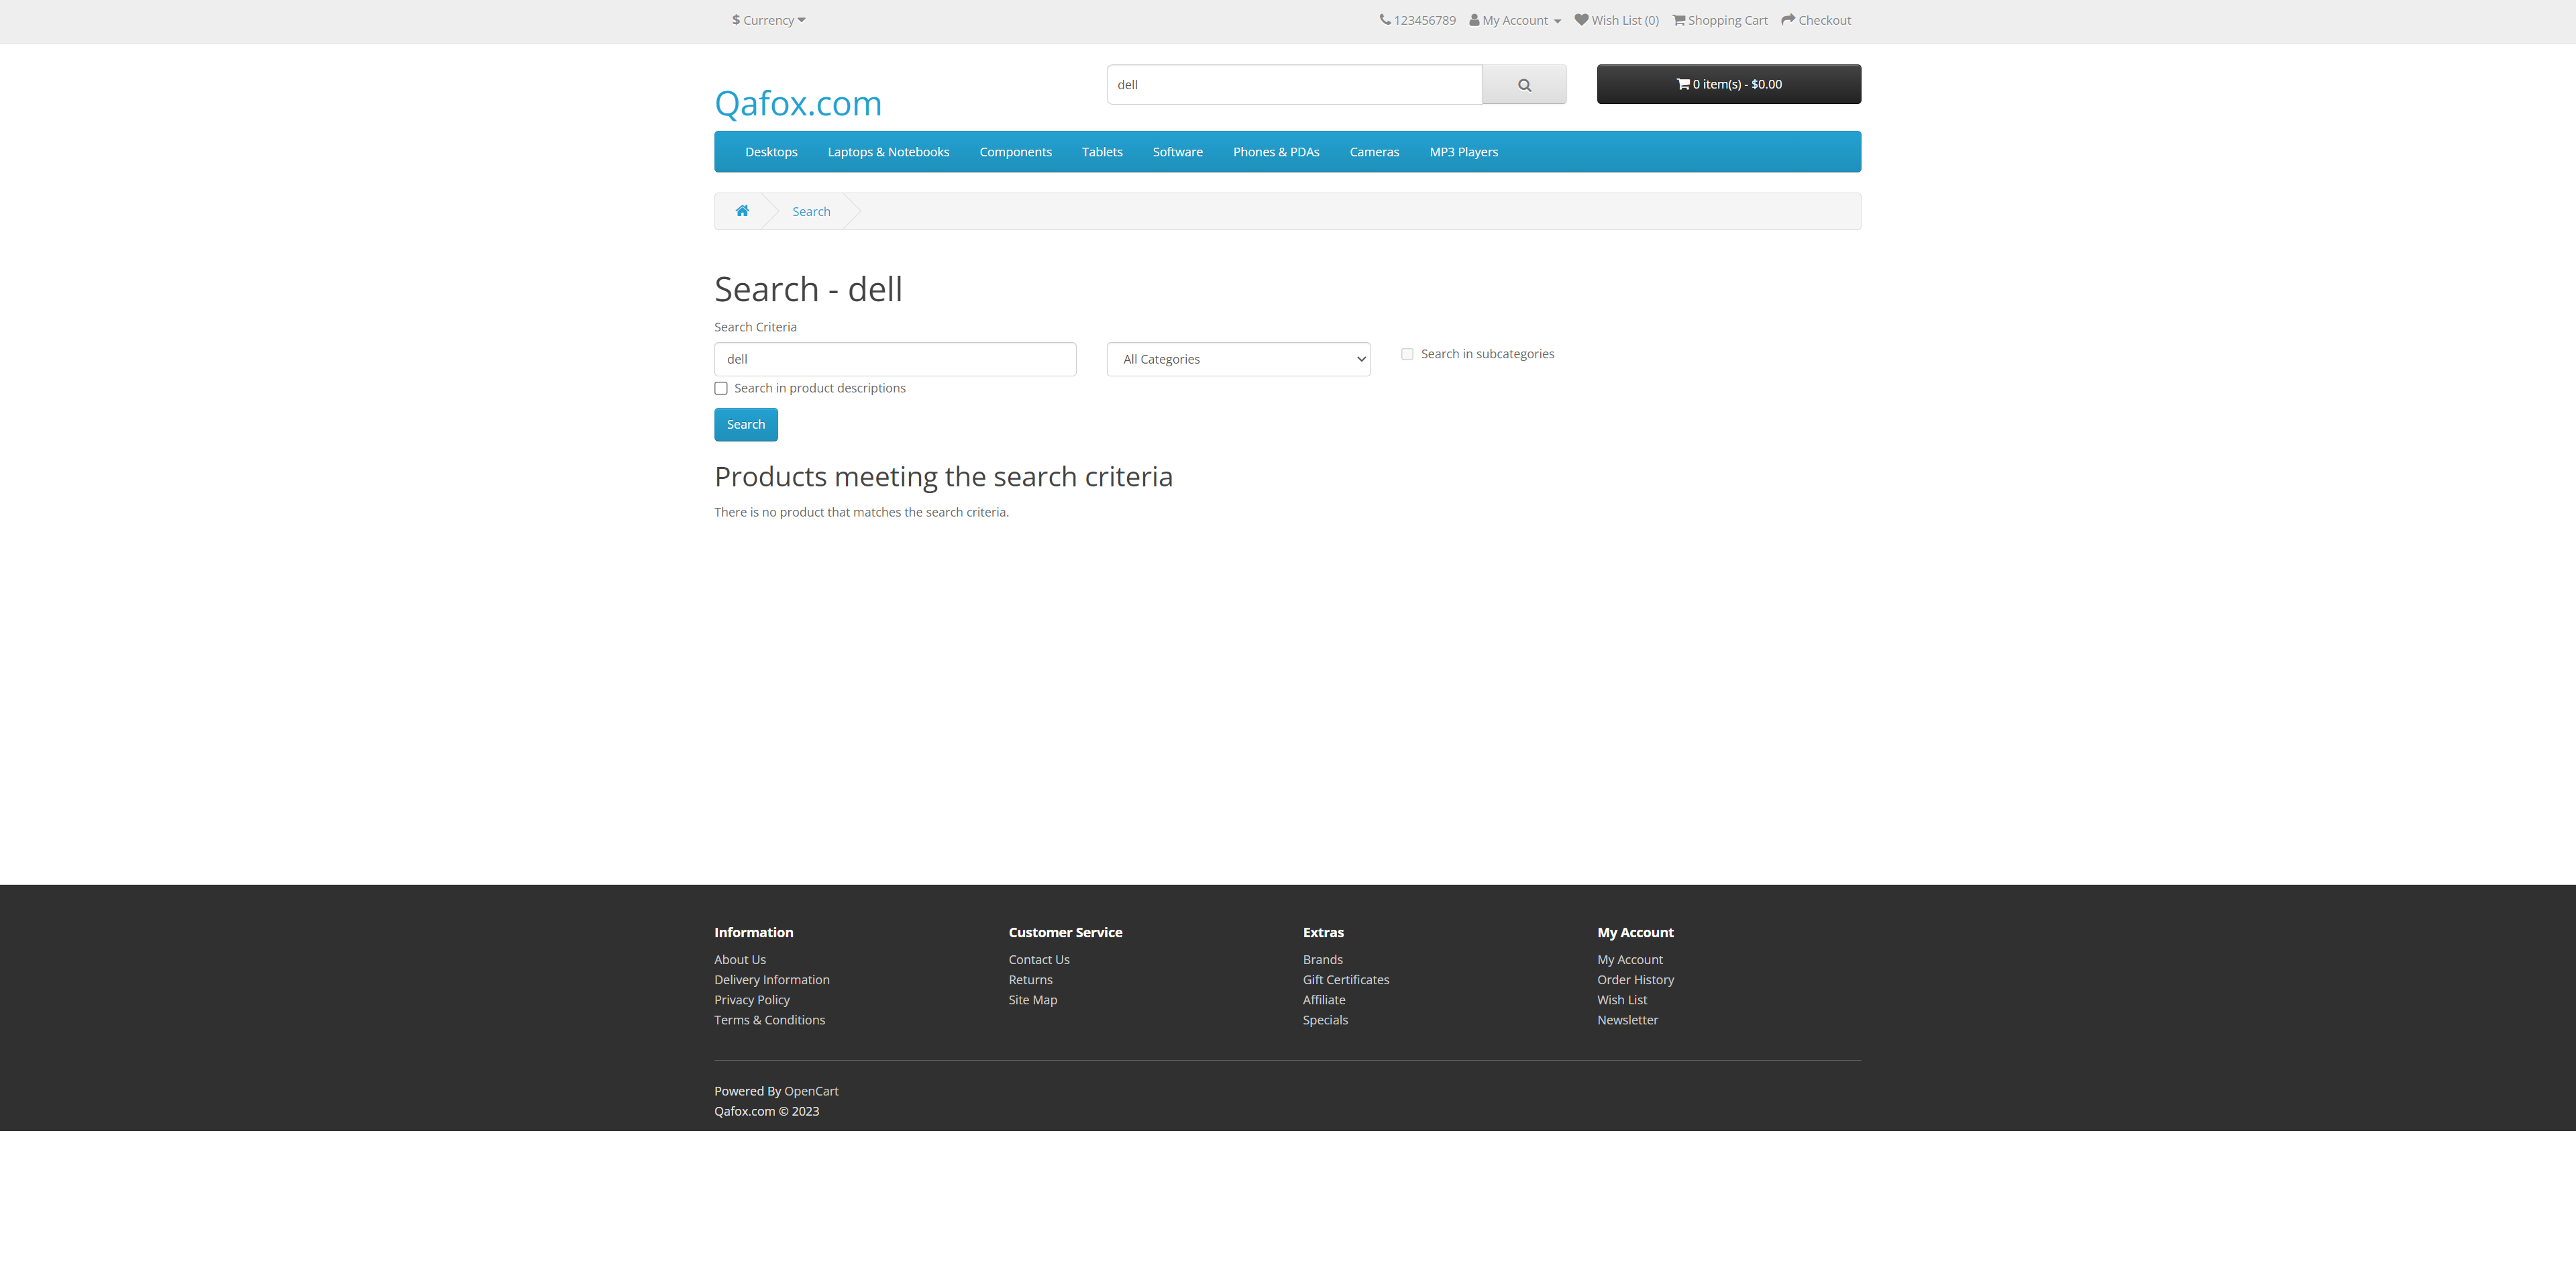 $ Currency
123456789 My Account Wish List (0) Shopping Cart Checkout
Qafox.com
dell
0 item(s) - $0.00
Desktops Laptops & Notebooks Components Tablets Software Phones & PDAs Cameras MP3 Players
Search
Search - dell
Search Criteria
dell All Categories Search in subcategories
Search in product descriptions
Search
Products meeting the search criteria
There is no product that matches the search criteria.
Information
About Us
Delivery Information
Privacy Policy
Terms & Conditions
Customer Service
Contact Us
Returns
Site Map
Extras
Brands
Gift Certificates
Affiliate
Specials
My Account
My Account
Order History
Wish List
Newsletter
Powered By OpenCart
Qafox.com © 2023